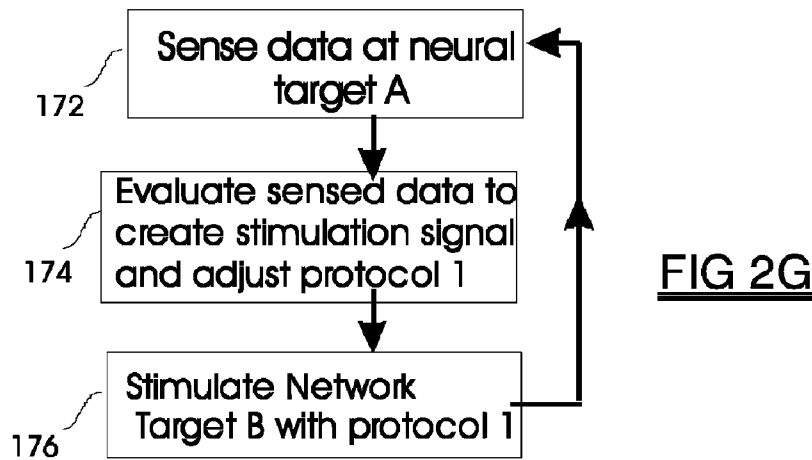 Sense data at neural
target A
172
Evaluate sensed data to
create stimulation signal
and adjust protocol 1
174
FIG 2G
Stimulate Network
Target B with protocol 1
176